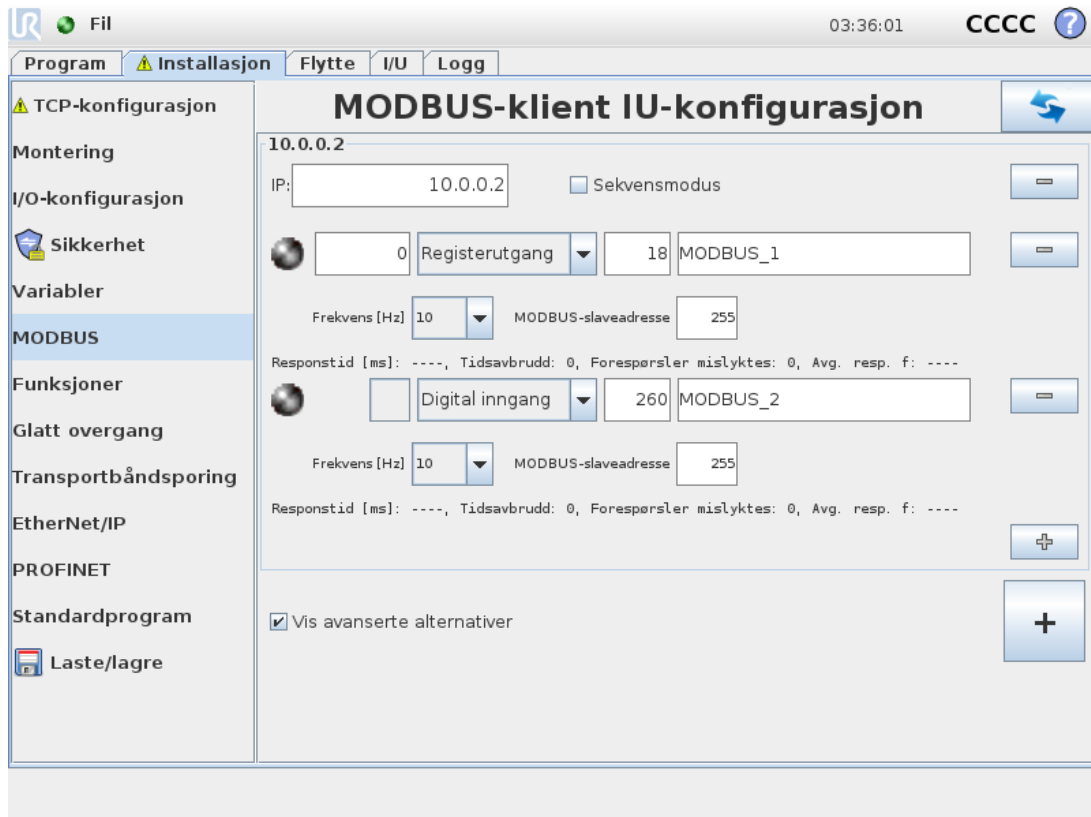 UR Fil 03:36:01 CCCC ?
Program Installasjon Flytte I/U Logg
TCP-konfigurasjon
Montering
I/O-konfigurasjon
Sikkerhet
Variabler
MODBUS
Funksjoner
Glatt overgang
Transportbåndsporing
EtherNet/IP
PROFINET
Standardprogram
Laste/lagre
MODBUS-klient IU-konfigurasjon
10.0.0.2
IP: 10.0.0.2 Sekvensmodus
0 Registerutgang 18 MODBUS_1
Frekvens [Hz] 10 MODBUS-slaveadresse 255
Responstid [ms]: ----, Tidsavbrudd: 0, Forespørsler mislyktes: 0, Avg. resp. f: ----
Digital inngang 260 MODBUS_2
Frekvens [Hz] 10 MODBUS-slaveadresse 255
Responstid [ms]: ----, Tidsavbrudd: 0, Forespørsler mislyktes: 0, Avg. resp. f: ----
Vis avanserte alternativer